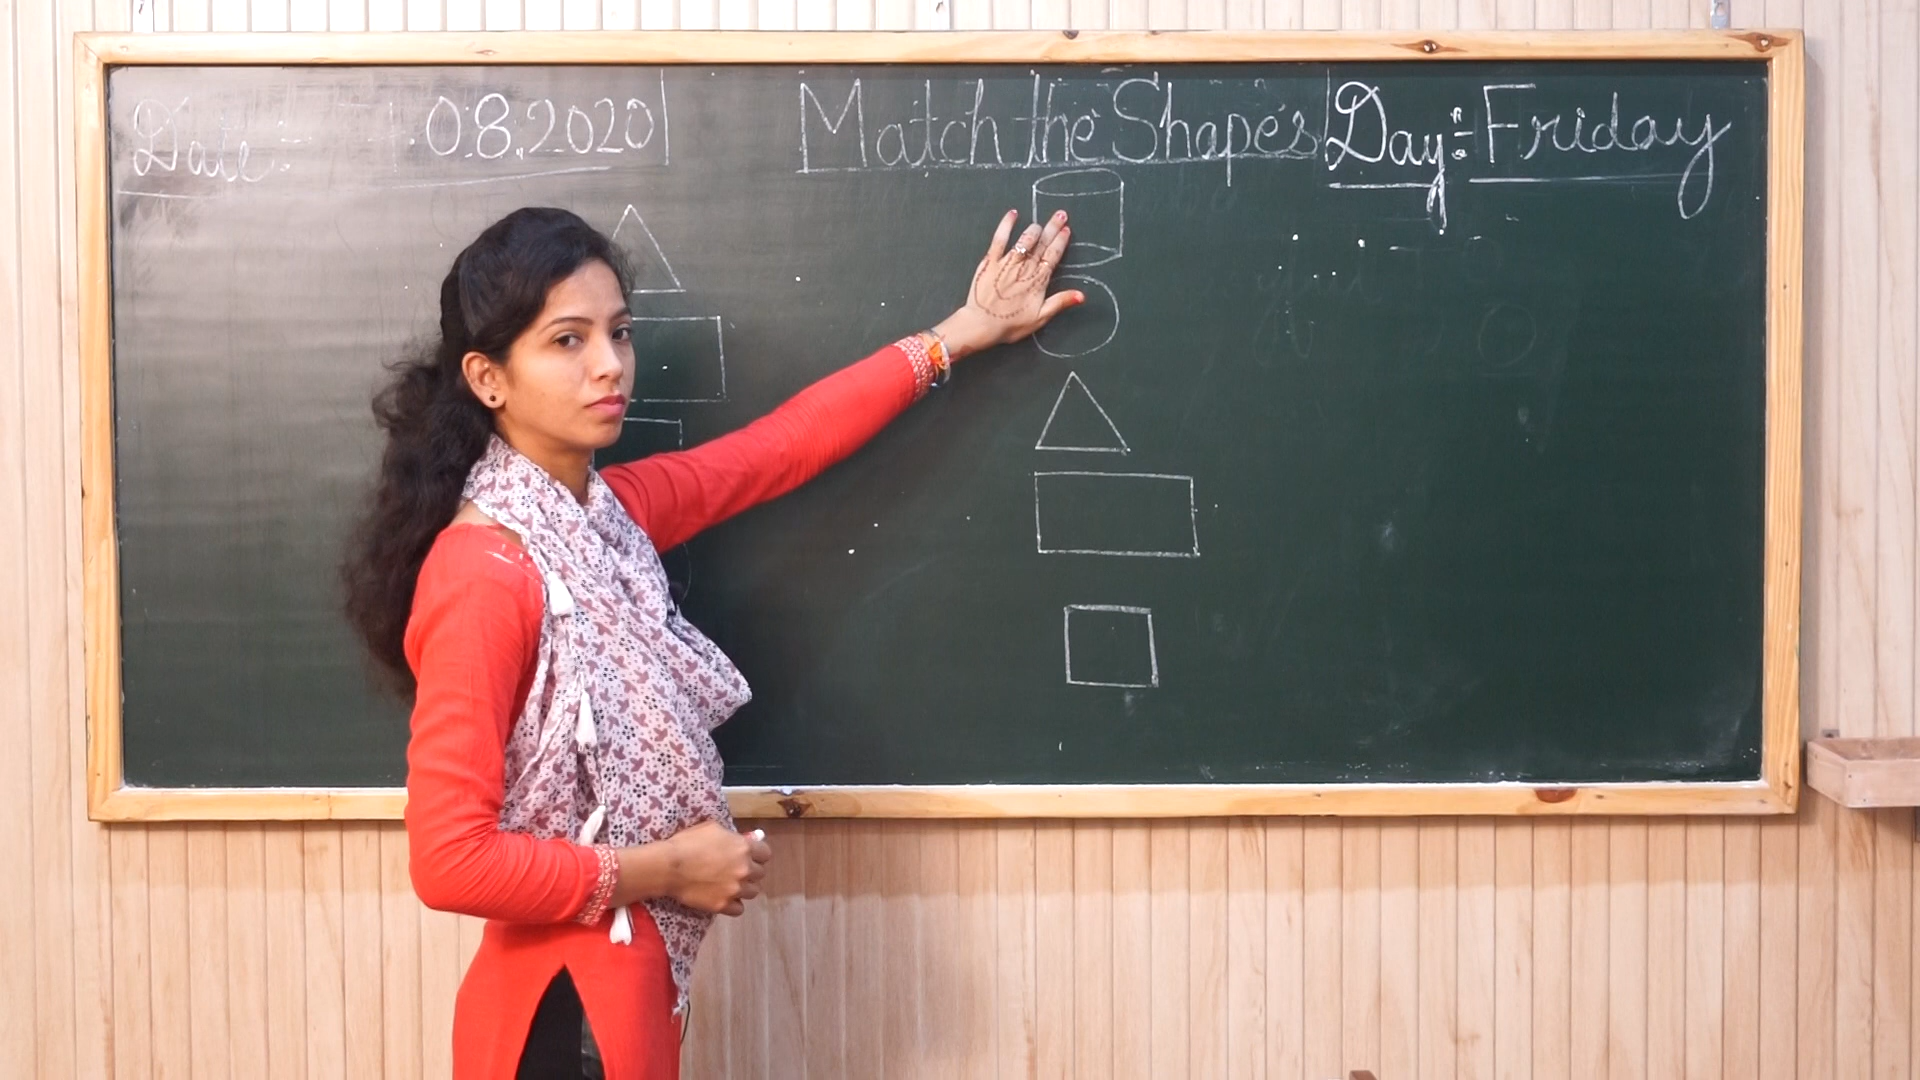 Date:- .08.2020
Match the Shapes
Day:- Friday